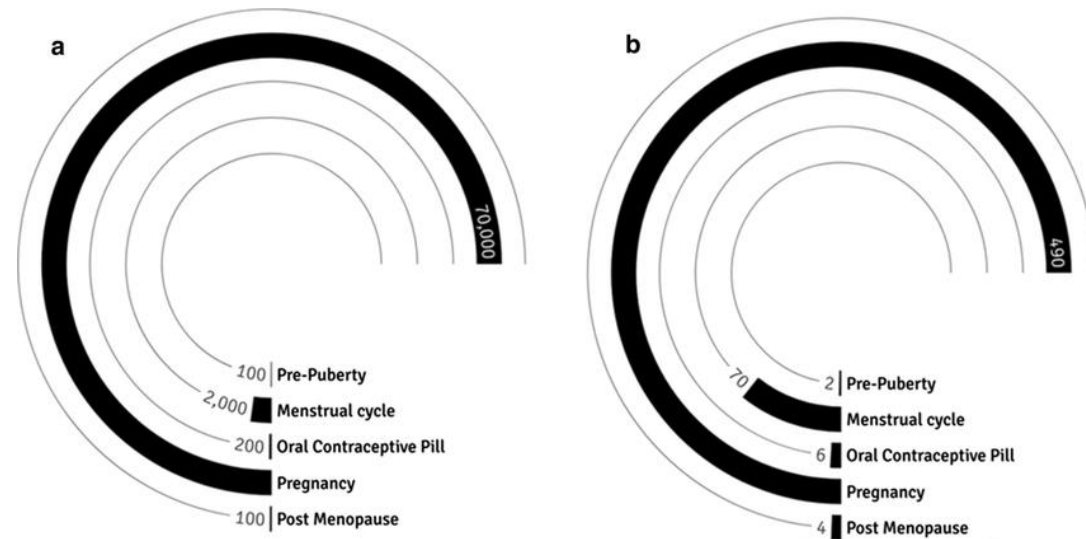 a
70,000
100 Pre-Puberty
2,000 Menstrual cycle
200 Oral Contraceptive Pill
Pregnancy
100 Post Menopause
b
490
2 Pre-Puberty
70 Menstrual cycle
6 Oral Contraceptive Pill
Pregnancy
4 Post Menopause